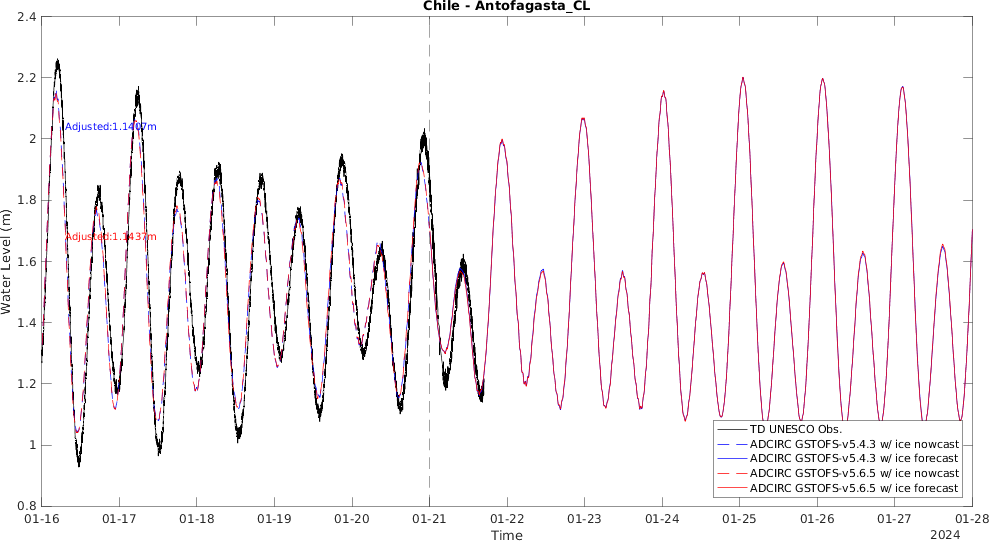 Chile - Antofagasta_CL
2.4
2.2
2
1.8
1.6
1.4
1.2
1
0.8
Water Level (m)
Adjusted:1.1407m
Adjusted:1.1437m
TD UNESCO Obs.
ADCIRC GSTOFS-v5.4.3 w/ ice nowcast
ADCIRC GSTOFS-v5.4.3 w/ ice forecast
ADCIRC GSTOFS-v5.6.5 w/ ice nowcast
ADCIRC GSTOFS-v5.6.5 w/ ice forecast
01-16 01-17 01-18 01-19 01-20 01-21 01-22 01-23 01-24 01-25 01-26 01-27 01-28
Time
2024